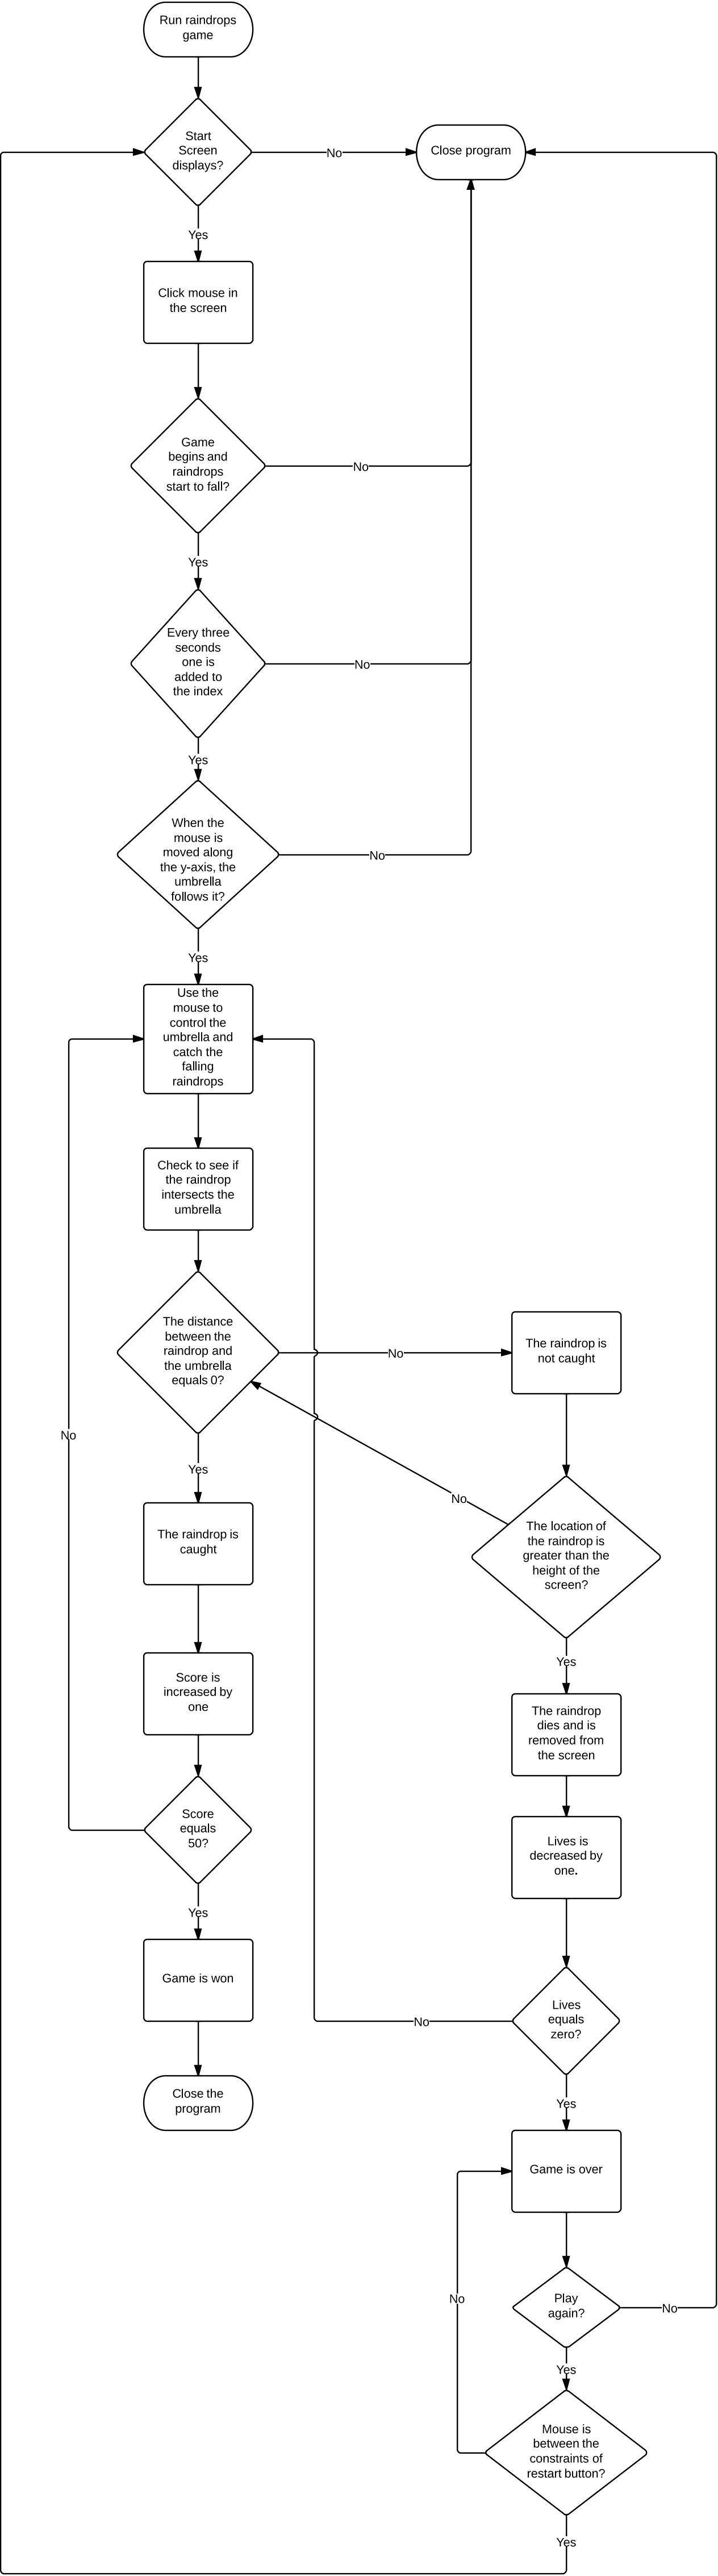 Run raindrops
game
Start
Screen
displays?
No
Close program
Yes
Click mouse in
the screen
Game
begins and
raindrops
start to fall?
No
Yes
Every three
seconds
one is
added to
the index
No
Yes
When the
mouse is
moved along
the y-axis, the
umbrella
follows it?
No
Yes
Use the
mouse to
control the
umbrella and
catch the
falling
raindrops
Check to see if
the raindrop
intersects the
umbrella
The distance
between the
raindrop and
the umbrella
equals 0?
No
The raindrop is
not caught
No
Yes
No
The raindrop is
caught
The location of
the raindrop is
greater than the
height of the
screen?
Yes
Score is
increased by
one
The raindrop
dies and is
removed from
the screen
Score
equals
50?
Lives is
decreased by
one.
Yes
Game is won
Lives
equals
zero?
No
Close the
program
Yes
Game is over
No
Play
again?
No
Yes
Mouse is
between the
constraints of
restart button?
Yes